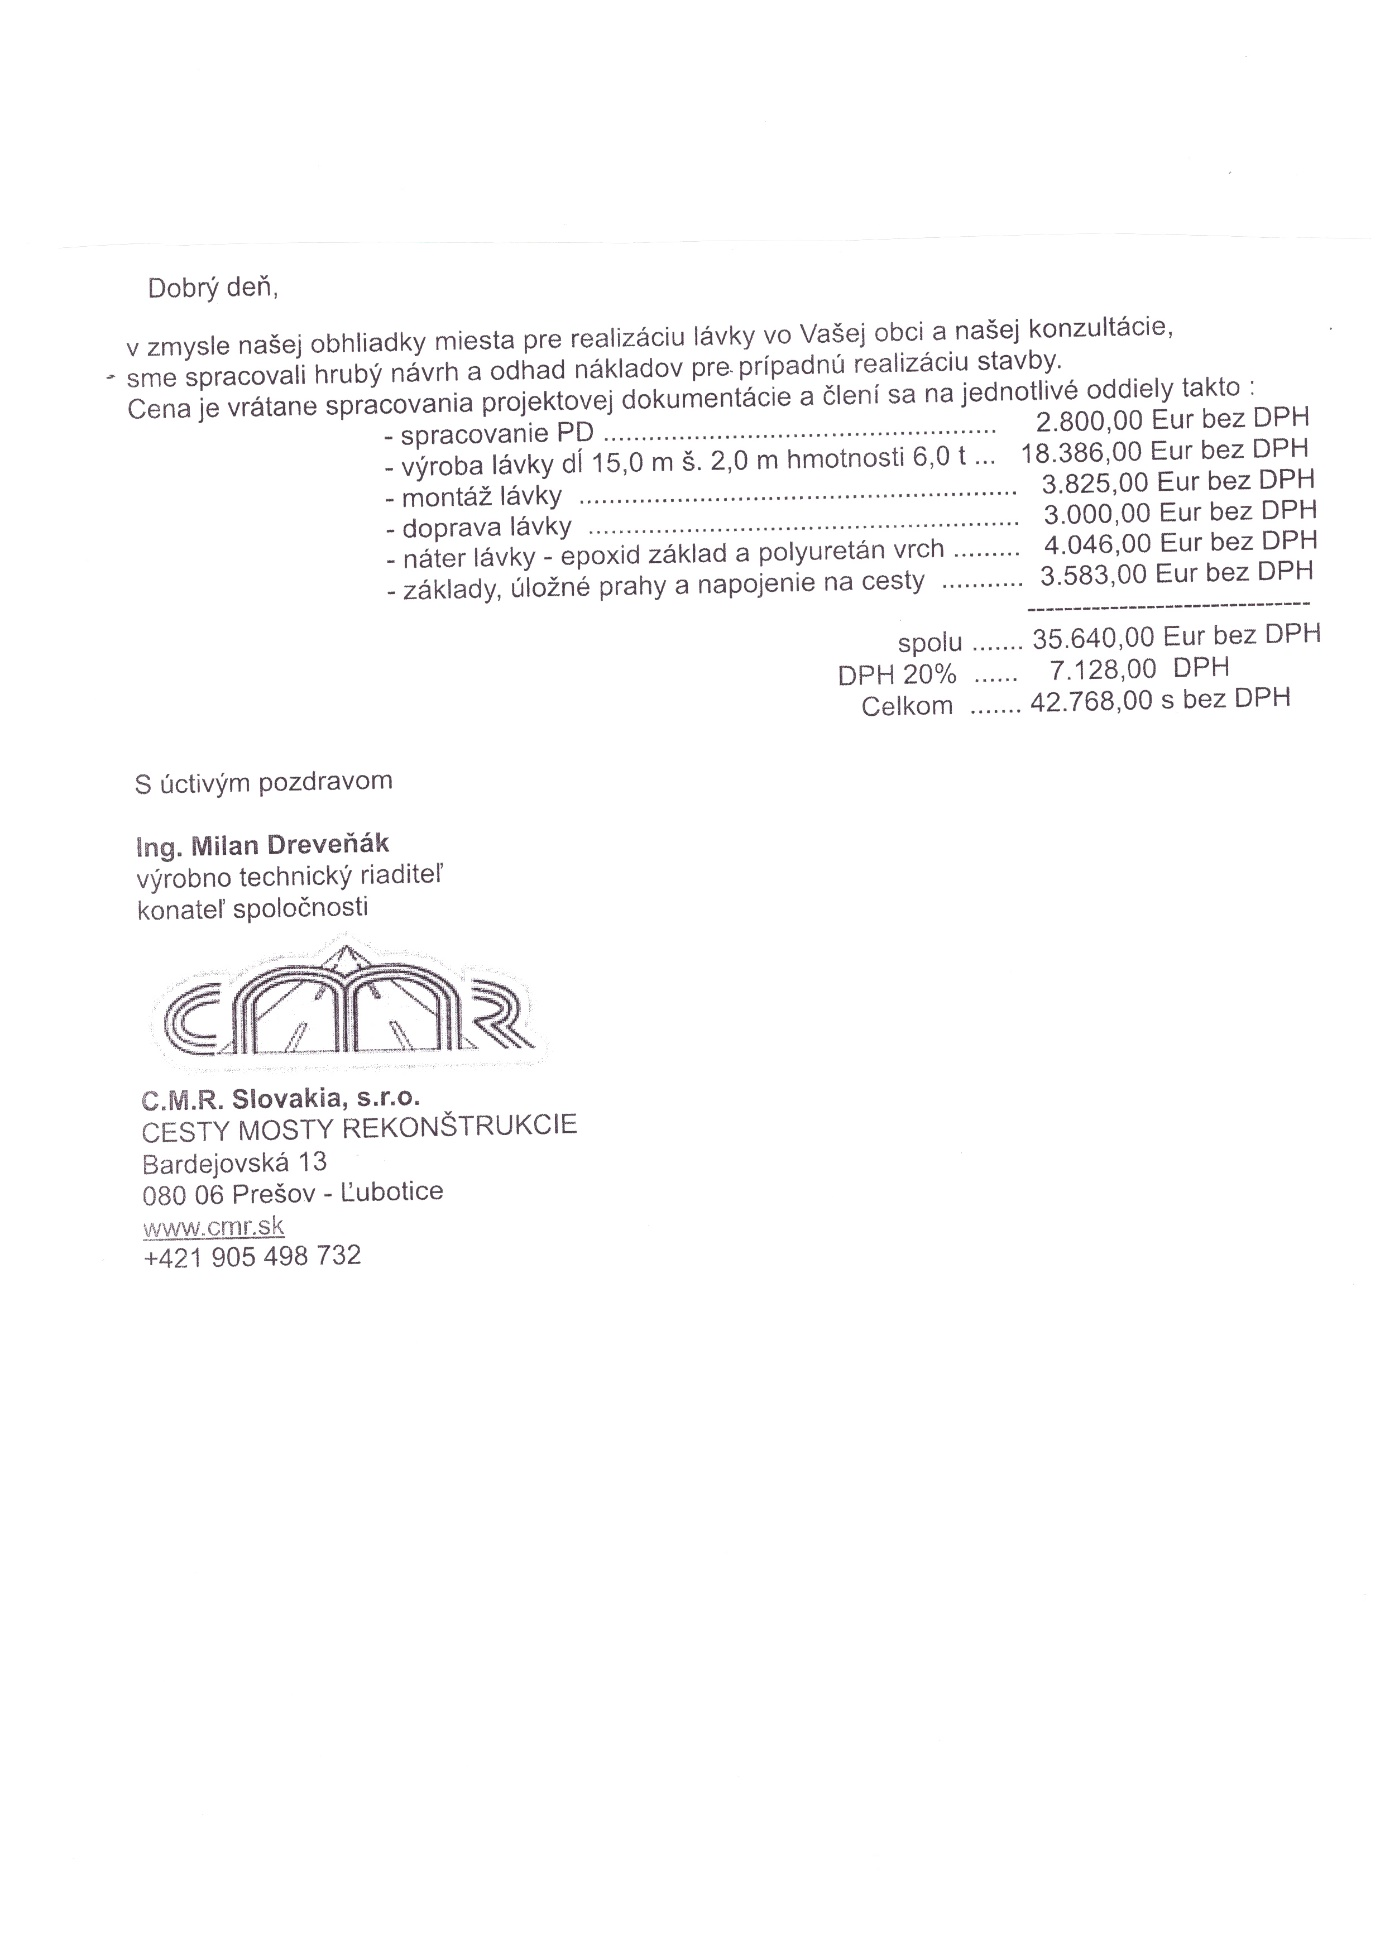 Dobrý deň,
v zmysle našej obhliadky miesta pre realizáciu lávky vo Vašej obci a našej konzultácie,
- sme spracovali hrubý návrh a odhad nákladov pre prípadnú realizáciu stavby.
Cena je vrátane spracovania projektovej dokumentácie a člení sa na jednotlivé oddiely takto :
- spracovanie PD .................................................... 2.800,00 Eur bez DPH
- výroba lávky dĺ 15,0 m š. 2,0 m hmotnosti 6,0 t ... 18.386,00 Eur bez DPH
- montáž lávky .......................................................... 3.825,00 Eur bez DPH
- doprava lávky ......................................................... 3.000,00 Eur bez DPH
- náter lávky - epoxid základ a polyuretán vrch ......... 4.046,00 Eur bez DPH
- základy, úložné prahy a napojenie na cesty ........... 3.583,00 Eur bez DPH
-------------------------------
spolu ....... 35.640,00 Eur bez DPH
DPH 20% ...... 7.128,00 DPH
Celkom ....... 42.768,00 s bez DPH
S úctivým pozdravom
Ing. Milan Dreveňák
výrobno technický riaditeľ
konateľ spoločnosti
CMR
C.M.R. Slovakia, s.r.o.
CESTY MOSTY REKONŠTRUKCIE
Bardejovská 13
080 06 Prešov - Ľubotice
www.cmr.sk
+421 905 498 732